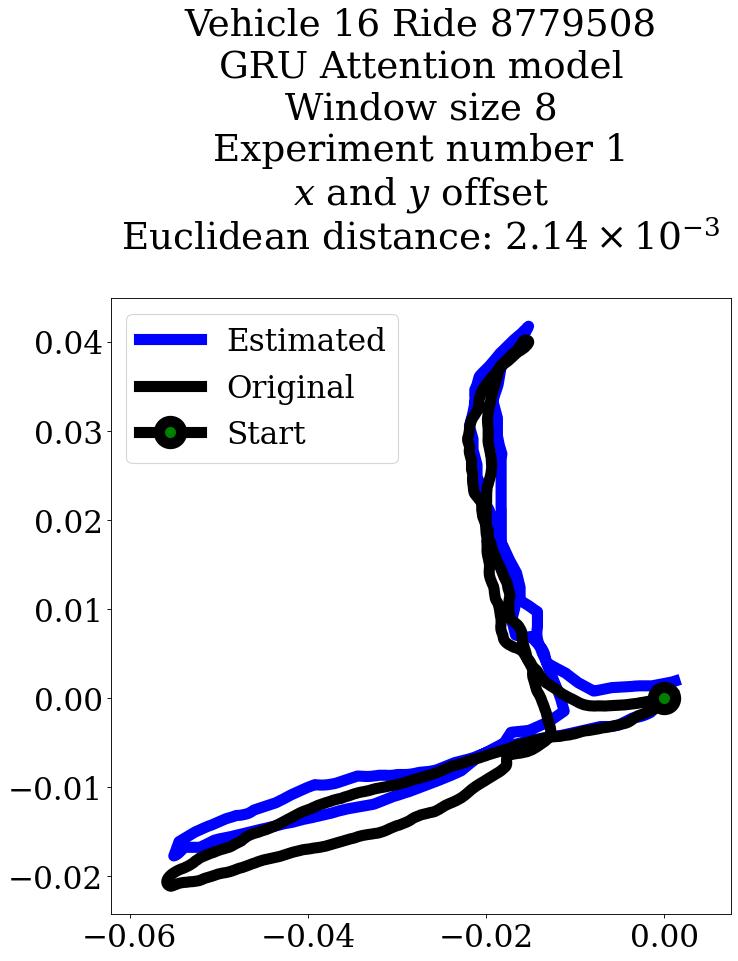 Vehicle 16 Ride 8779508
GRU Attention model
Window size 8
Experiment number 1
x and y offset
Euclidean distance: 2.14 × 10⁻³
Estimated
Original
Start
0.04
0.03
0.02
0.01
0.00
−0.01
−0.02
−0.06 −0.04 −0.02 0.00